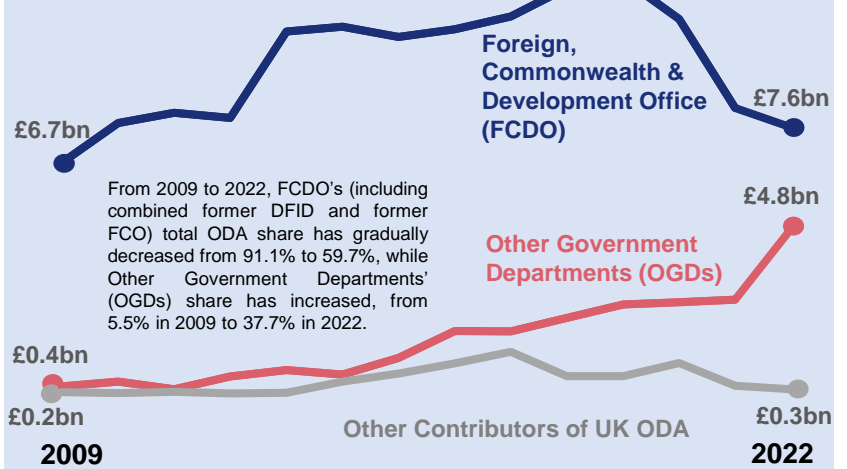 Foreign,
Commonwealth &
Development Office
(FCDO)
£7.6bn
£6.7bn
From 2009 to 2022, FCDO's (including
combined former DFID and former
FCO) total ODA share has gradually
decreased from 91.1% to 59.7%, while
Other Government Departments'
(OGDs) share has increased, from
5.5% in 2009 to 37.7% in 2022.
£4.8bn
Other Government
Departments (OGDs)
£0.4bn
£0.2bn
£0.3bn
Other Contributors of UK ODA
2009
2022